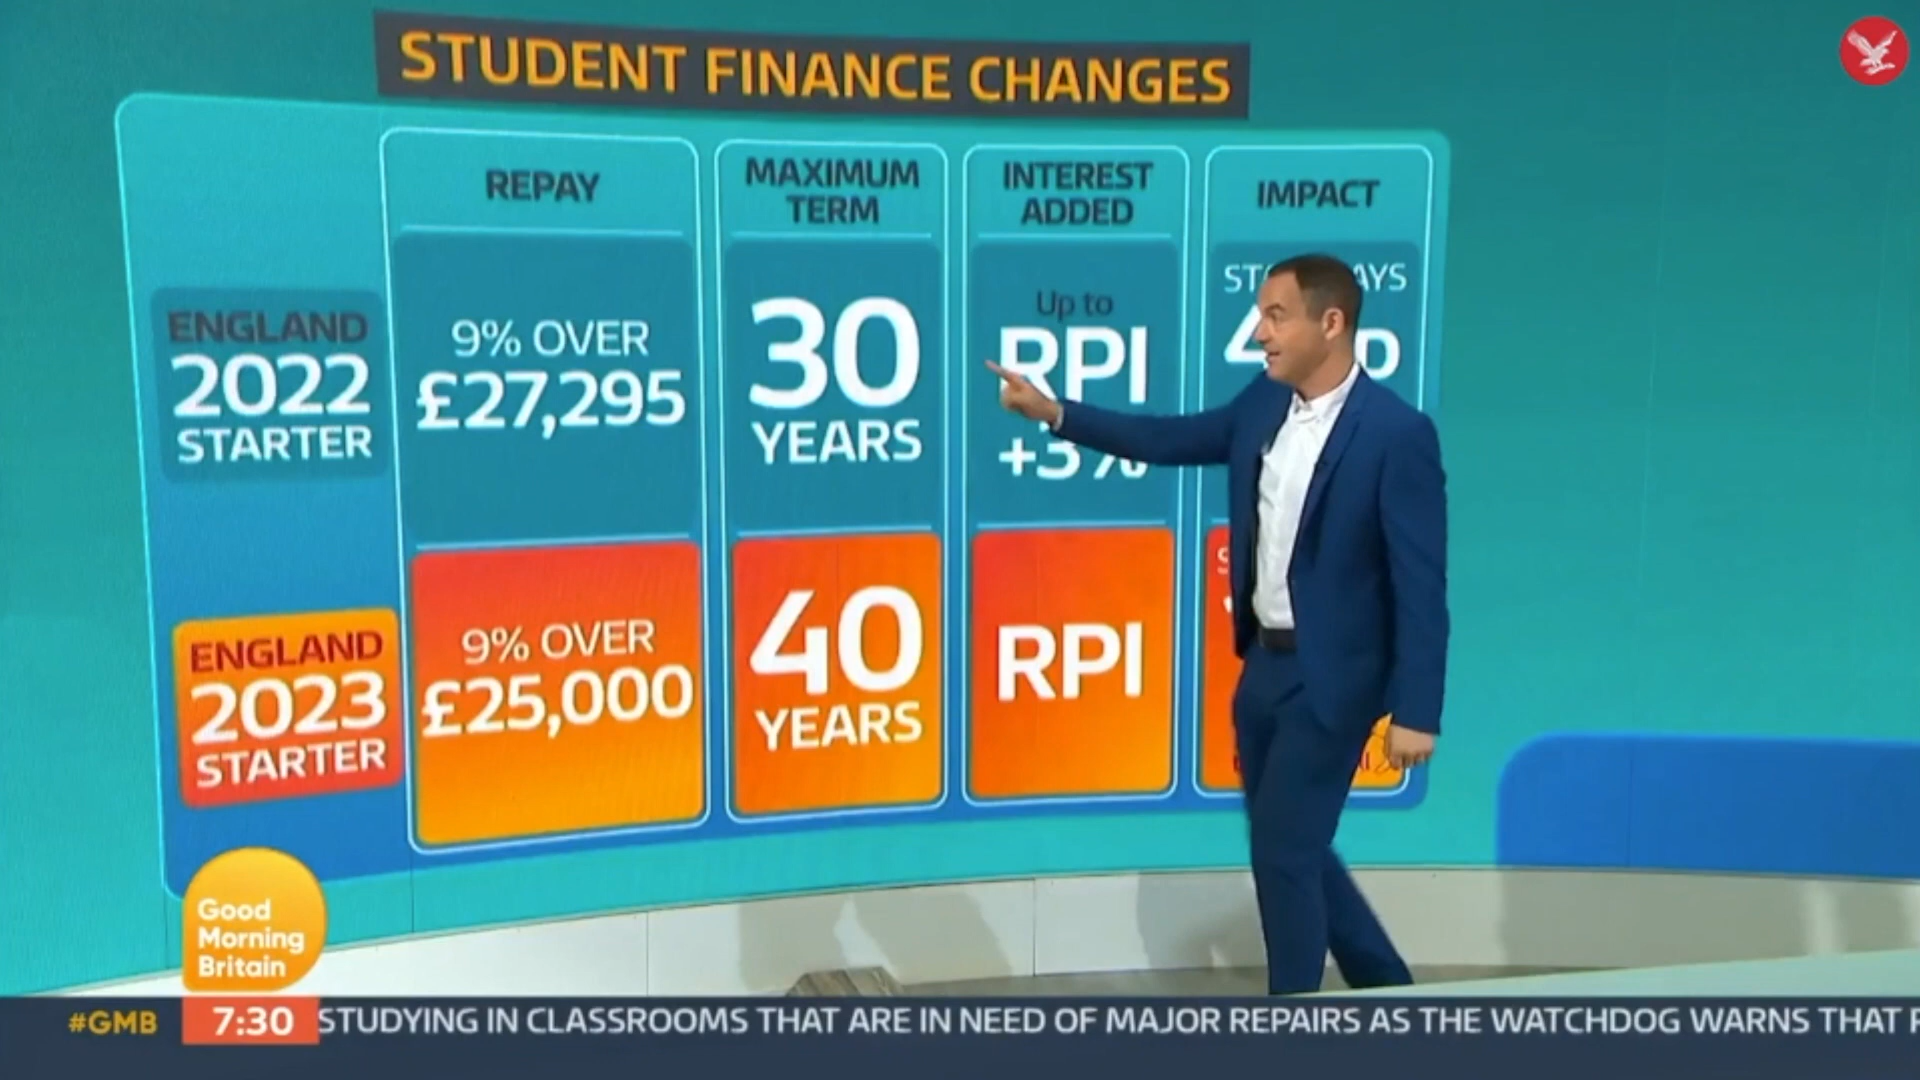 STUDENT FINANCE CHANGES
REPAY
MAXIMUM
TERM
INTEREST
ADDED
IMPACT
ENGLAND
2022
STARTER
9% OVER
£27,295
30
YEARS
Up to
RPI
+3%
ENGLAND
2023
STARTER
9% OVER
£25,000
40
YEARS
RPI
Good
Morning
Britain
#GMB
7:30
STUDYING IN CLASSROOMS THAT ARE IN NEED OF MAJOR REPAIRS AS THE WATCHDOG WARNS THAT